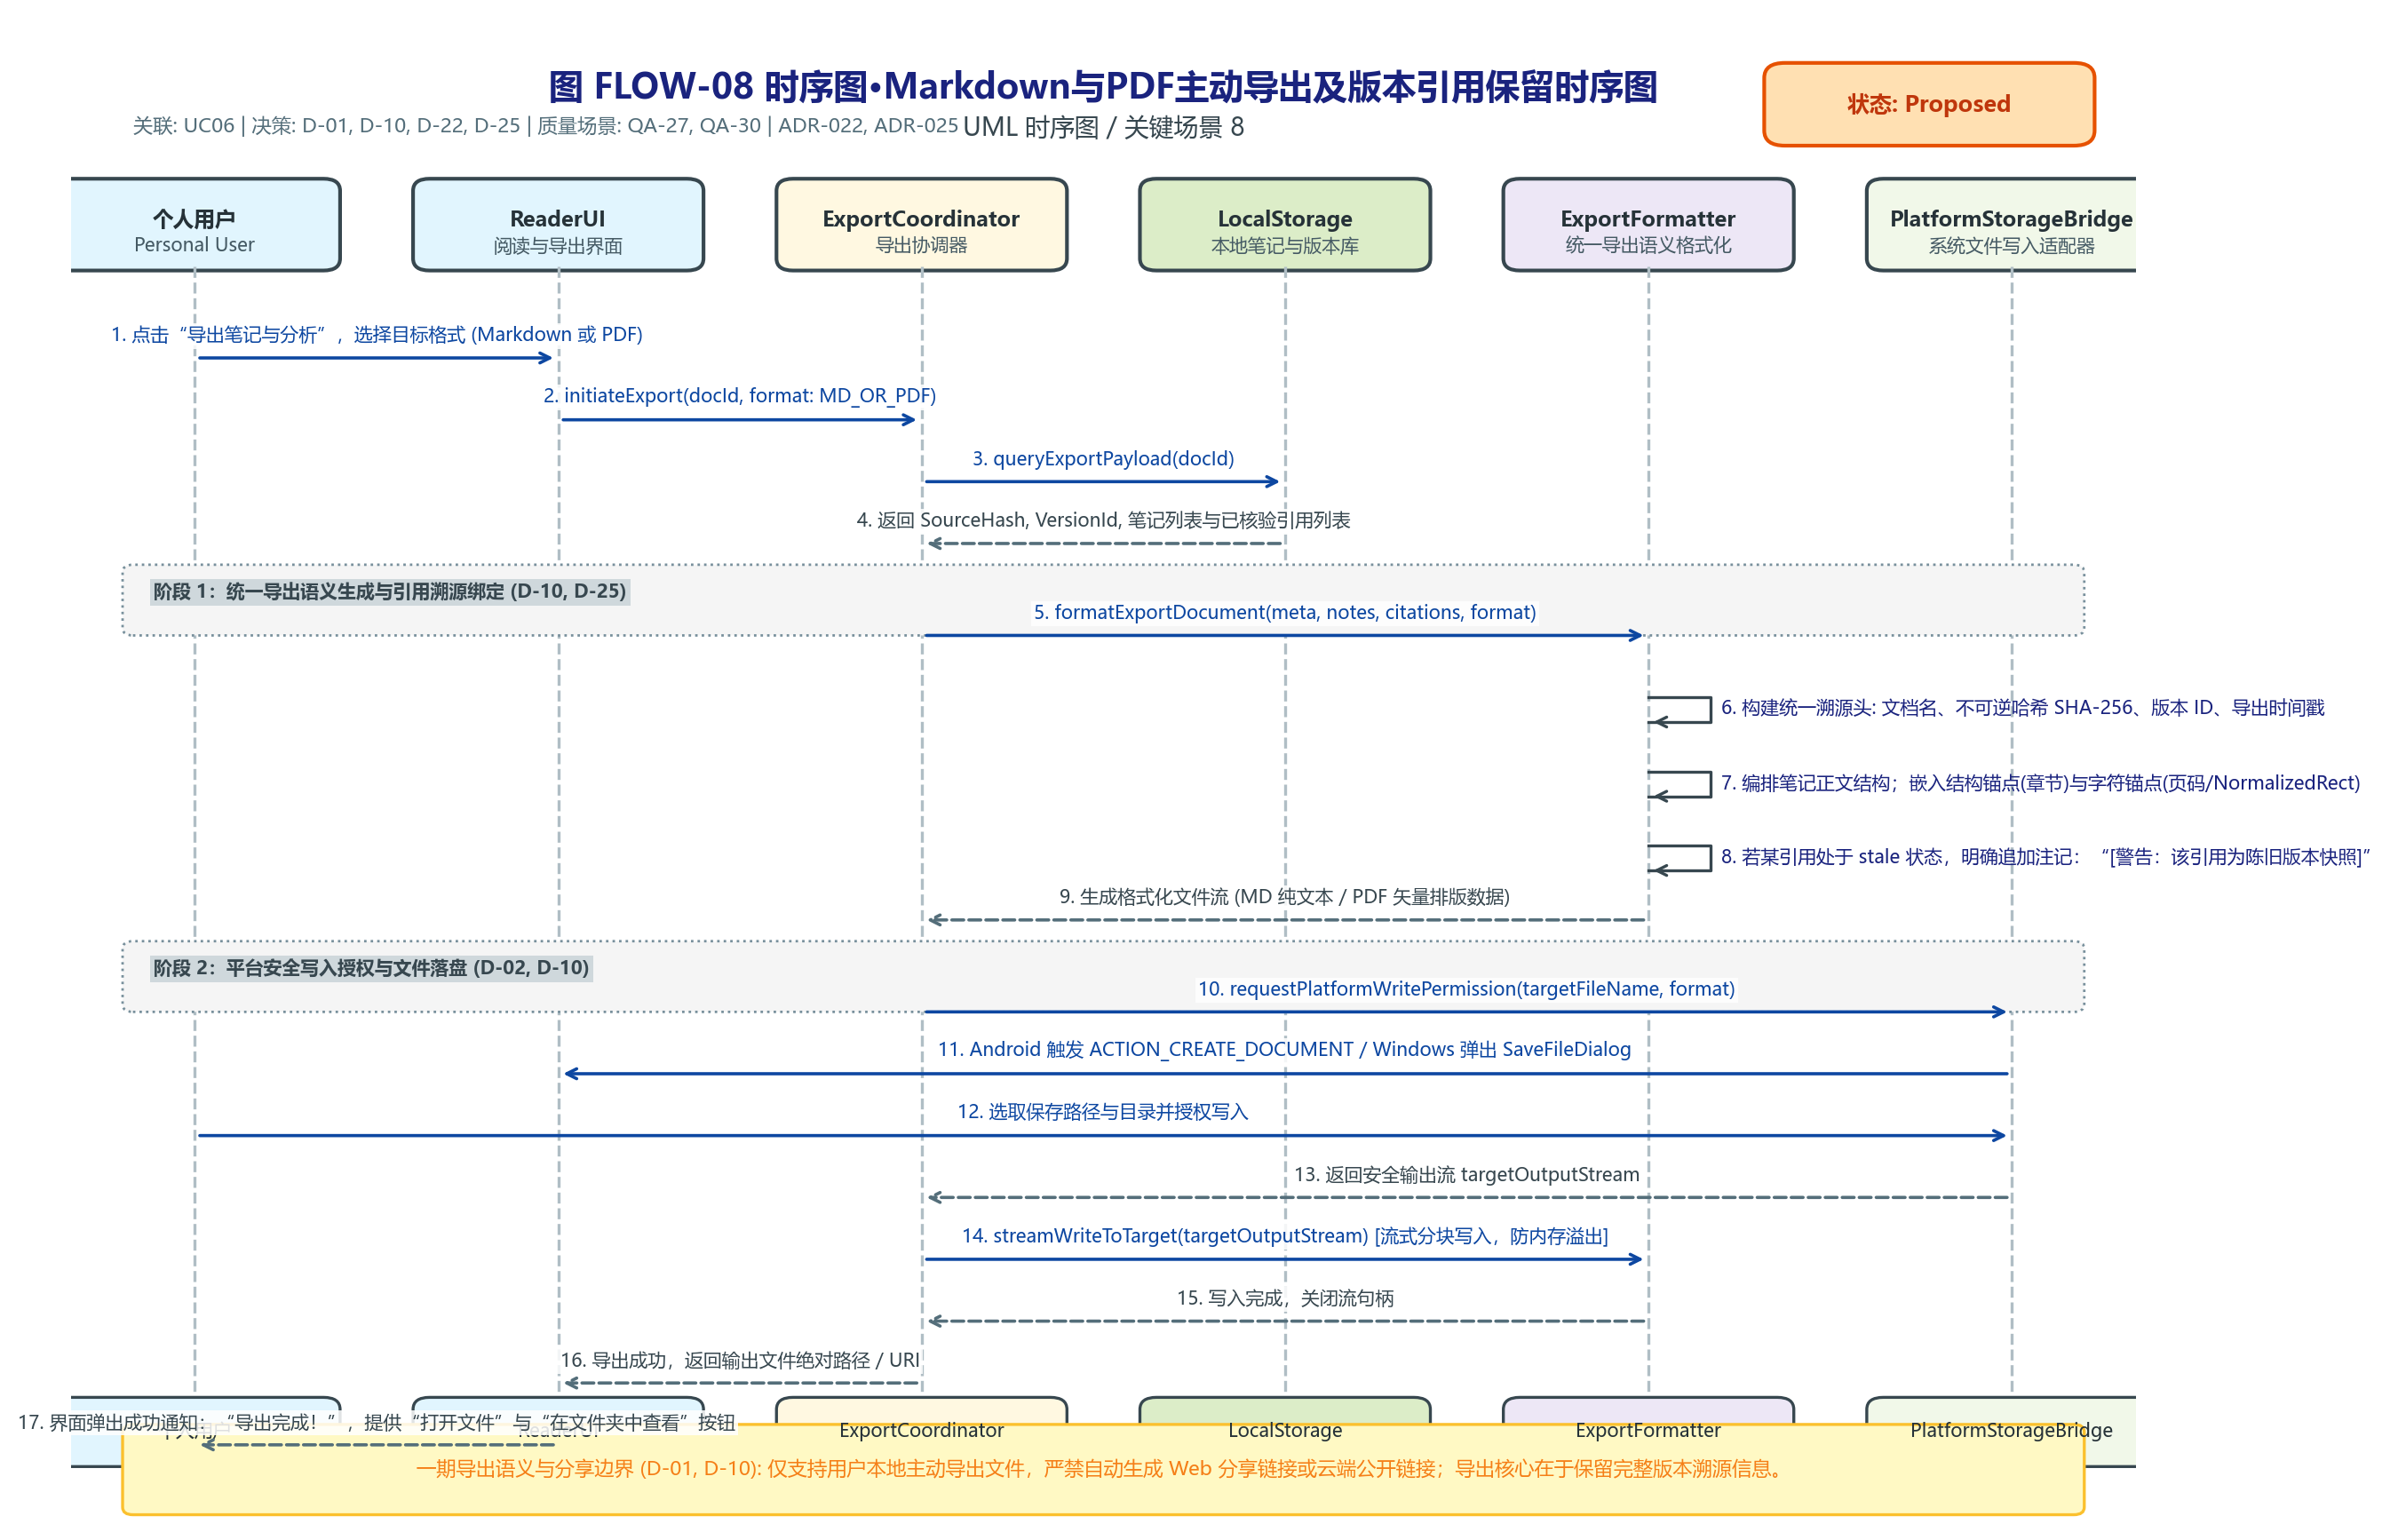 图 FLOW-08 时序图•Markdown与PDF主动导出及版本引用保留时序图
状态: Proposed
关联: UC06 | 决策: D-01, D-10, D-22, D-25 | 质量场景: QA-27, QA-30 | ADR-022, ADR-025
UML 时序图 / 关键场景 8
个人用户
Personal User
ReaderUI
阅读与导出界面
ExportCoordinator
导出协调器
LocalStorage
本地笔记与版本库
ExportFormatter
统一导出语义格式化
PlatformStorageBridge
系统文件写入适配器
1. 点击“导出笔记与分析”，选择目标格式 (Markdown 或 PDF)
2. initiateExport(docId, format: MD_OR_PDF)
3. queryExportPayload(docId)
4. 返回 SourceHash, VersionId, 笔记列表与已核验引用列表
阶段 1：统一导出语义生成与引用溯源绑定 (D-10, D-25)
5. formatExportDocument(meta, notes, citations, format)
6. 构建统一溯源头: 文档名、不可逆哈希 SHA-256、版本 ID、导出时间戳
7. 编排笔记正文结构；嵌入结构锚点(章节)与字符锚点(页码/NormalizedRect)
8. 若某引用处于 stale 状态，明确追加注记：“[警告：该引用为陈旧版本快照]”
9. 生成格式化文件流 (MD 纯文本 / PDF 矢量排版数据)
阶段 2：平台安全写入授权与文件落盘 (D-02, D-10)
10. requestPlatformWritePermission(targetFileName, format)
11. Android 触发 ACTION_CREATE_DOCUMENT / Windows 弹出 SaveFileDialog
12. 选取保存路径与目录并授权写入
13. 返回安全输出流 targetOutputStream
14. streamWriteToTarget(targetOutputStream) [流式分块写入，防内存溢出]
15. 写入完成，关闭流句柄
16. 导出成功，返回输出文件绝对路径 / URI
17. 界面弹出成功通知：“导出完成！”，提供“打开文件”与“在文件夹中查看”按钮
个人用户
ReaderUI
ExportCoordinator
LocalStorage
ExportFormatter
PlatformStorageBridge
一期导出语义与分享边界 (D-01, D-10): 仅支持用户本地主动导出文件，严禁自动生成 Web 分享链接或云端公开链接；导出核心在于保留完整版本溯源信息。